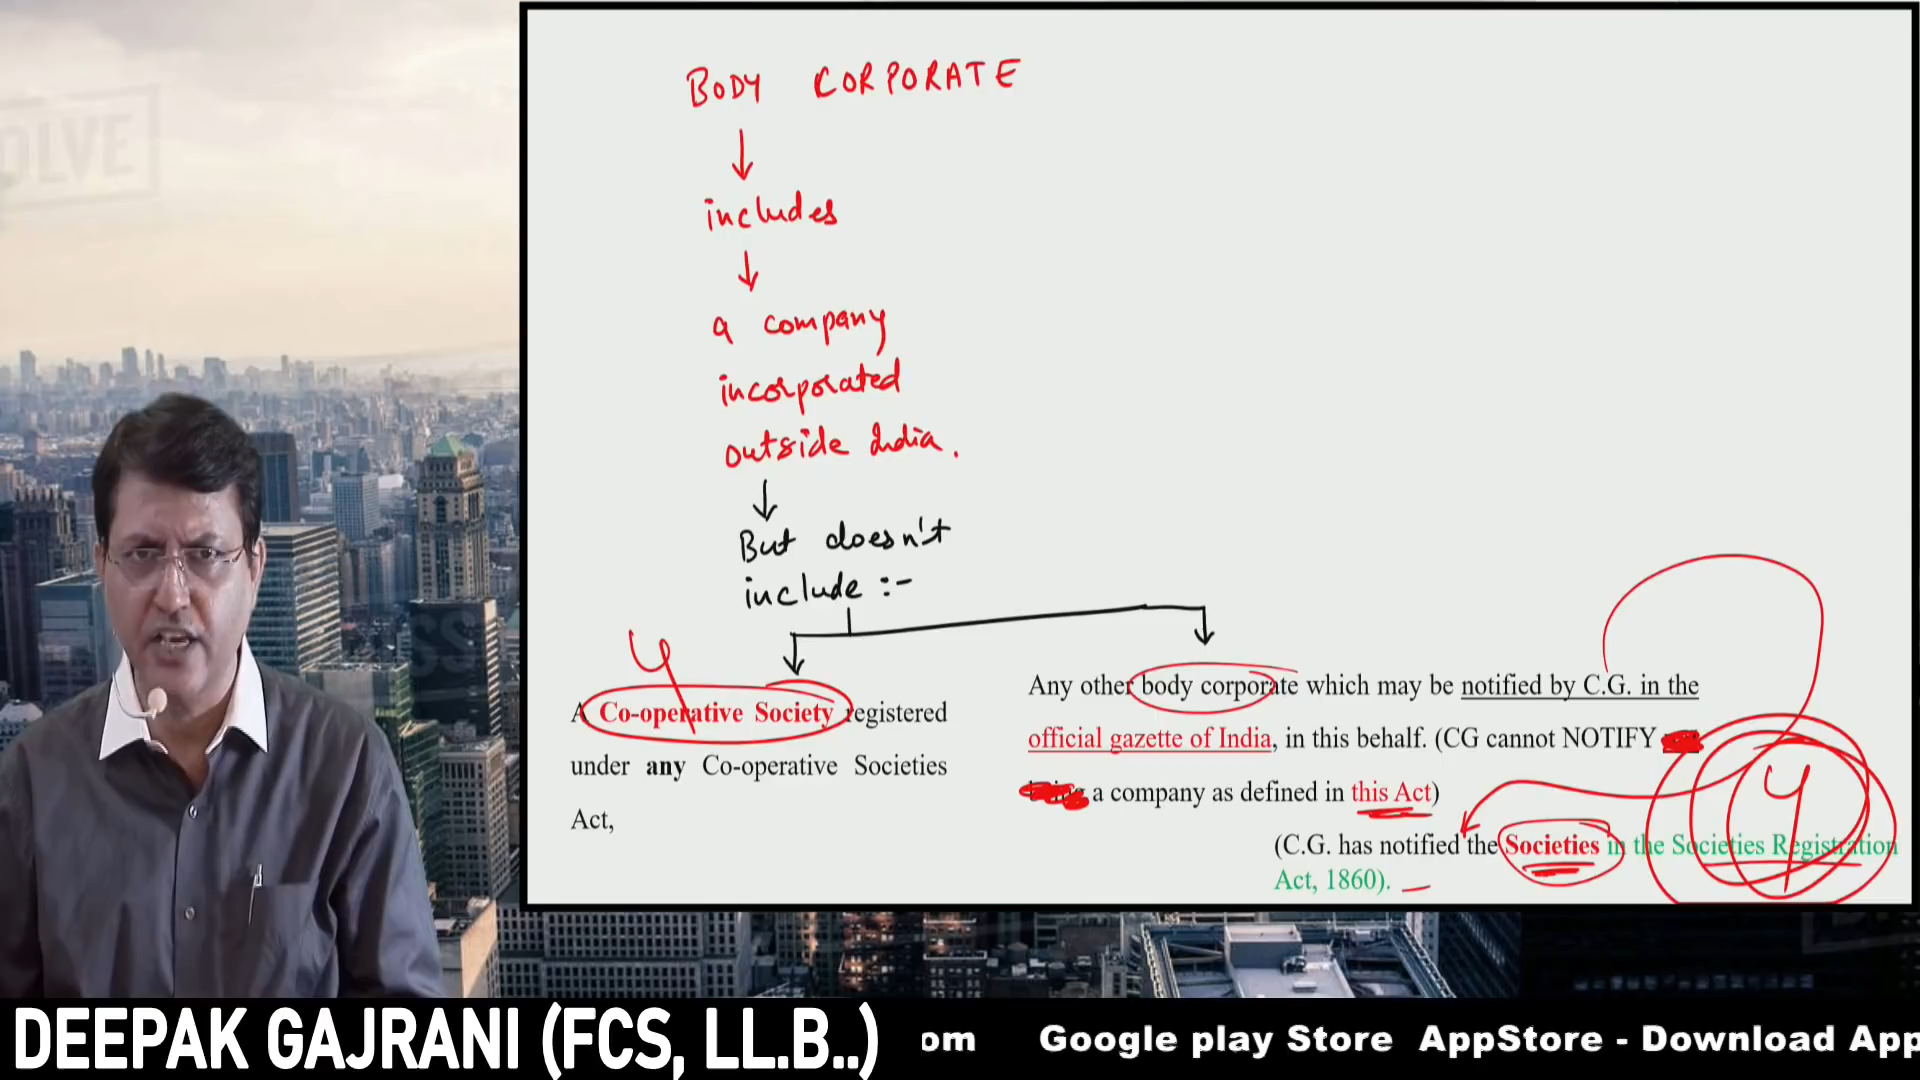 OLVE
BODY CORPORATE
includes
a company
incorporated
outside India.
But doesn't
include :-
A Co-operative Society registered
under any Co-operative Societies
Act,
Any other body corporate which may be notified by C.G. in the
official gazette of India, in this behalf. (CG cannot NOTIFY
a company as defined in this Act)
(C.G. has notified the Societies in the Societies Registration
Act, 1860).
DEEPAK GAJRANI (FCS, LL.B..)
om Google play Store AppStore - Download App